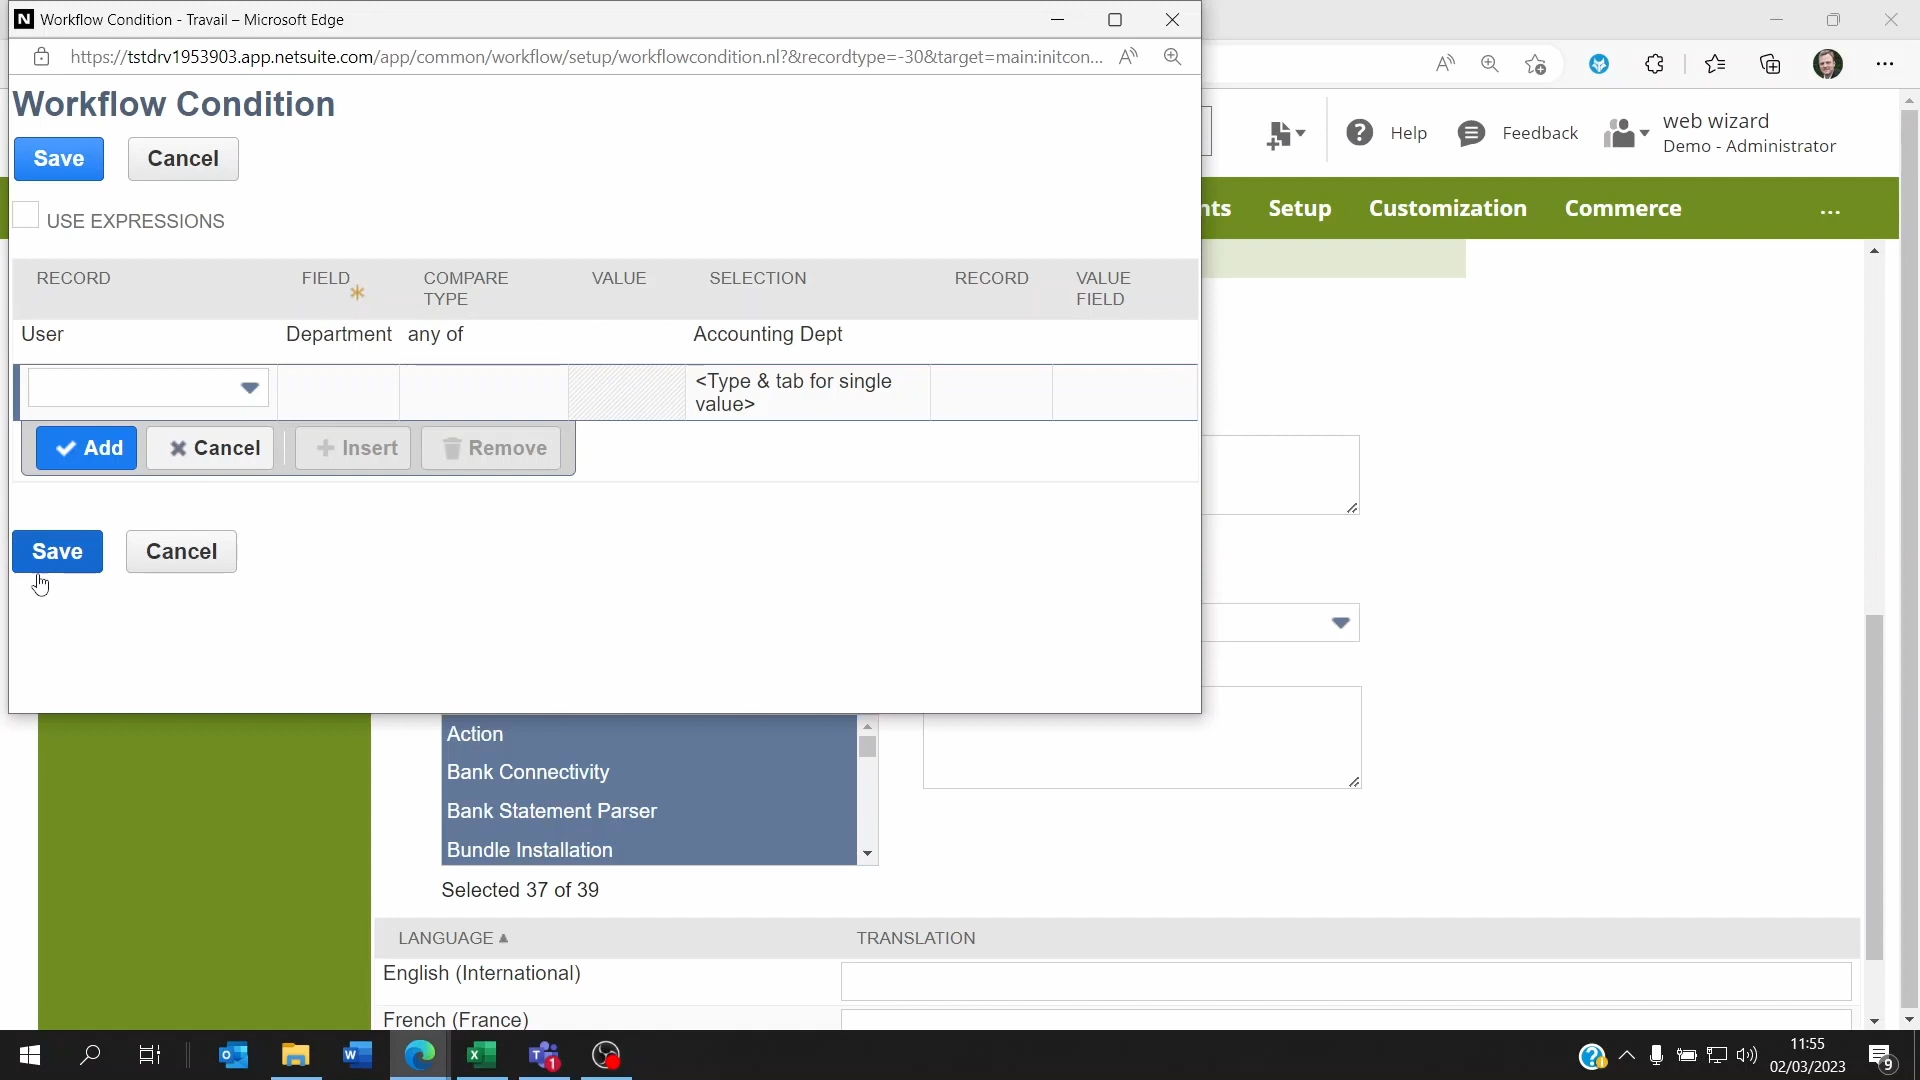 Workflow Condition - Travail – Microsoft Edge
https://tstdrv1953903.app.netsuite.com/app/common/workflow/setup/workflowcondition.nl?&recordtype=-30&target=main:initcon...
Workflow Condition
Save
Cancel
USE EXPRESSIONS
RECORD
FIELD
COMPARE TYPE
VALUE
SELECTION
RECORD
VALUE FIELD
User
Department
any of
Accounting Dept
<Type & tab for single value>
Add
Cancel
Insert
Remove
Save
Cancel
Help
Feedback
web wizard
Demo - Administrator
nts
Setup
Customization
Commerce
...
Action
Bank Connectivity
Bank Statement Parser
Bundle Installation
Selected 37 of 39
LANGUAGE
TRANSLATION
English (International)
French (France)
11:55
02/03/2023
1
9